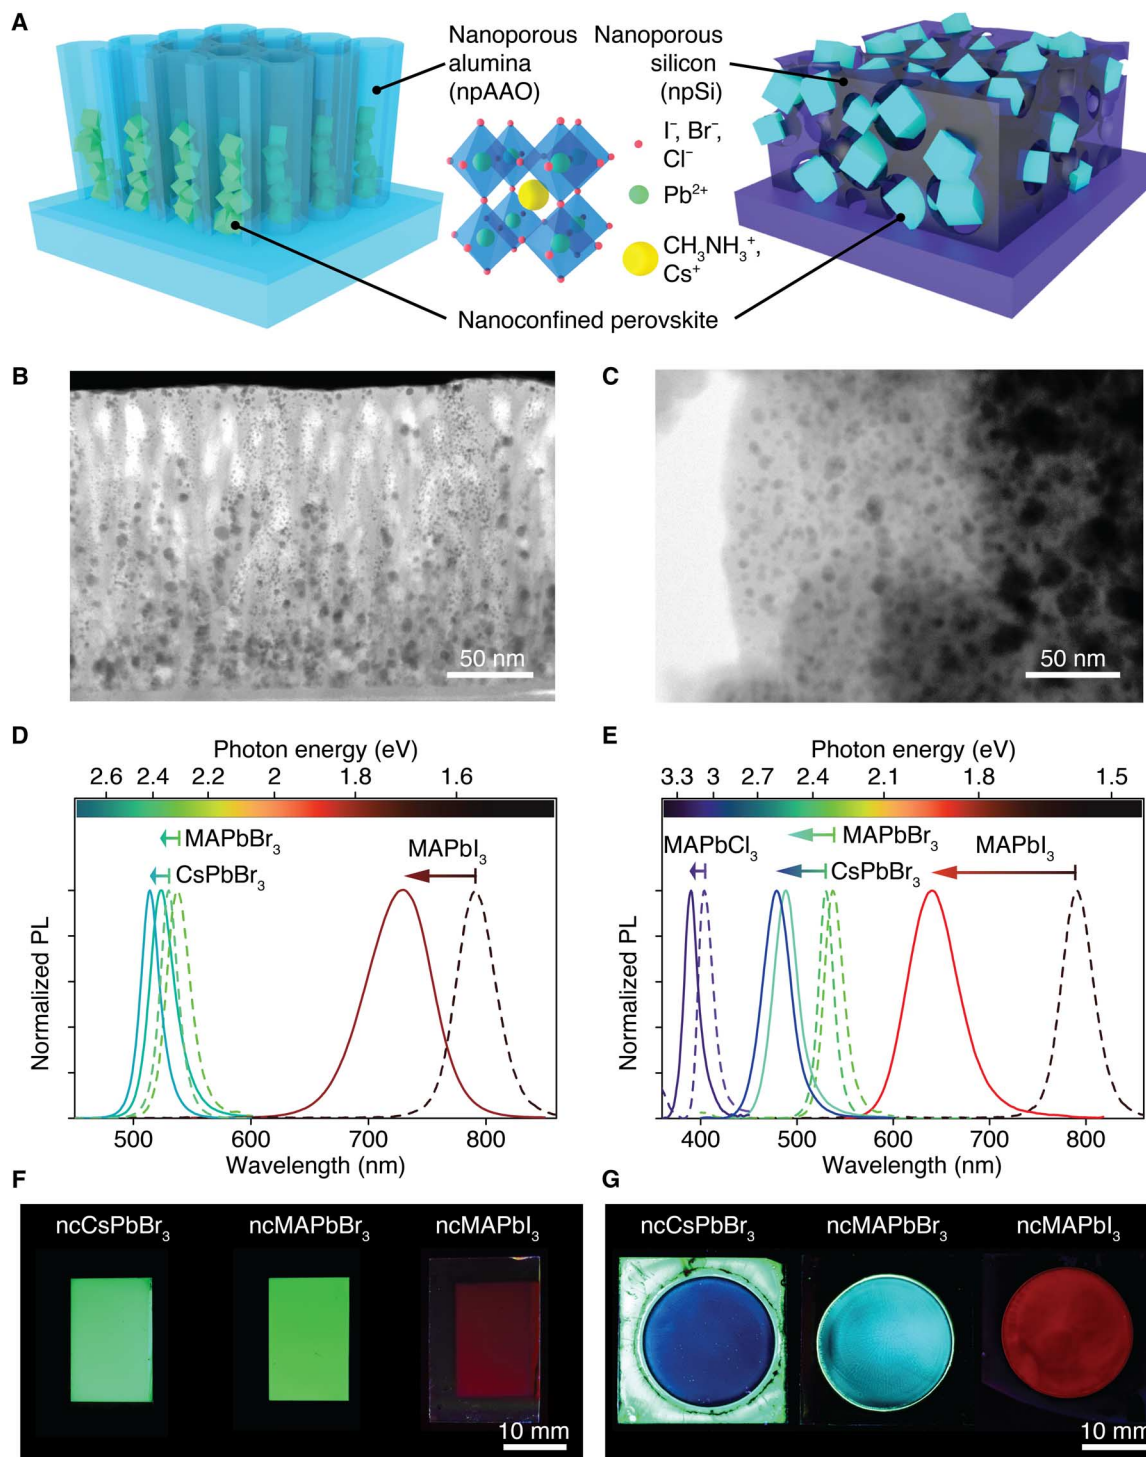 A
Nanoporous
alumina
(npAAO)
Nanoporous
silicon
(npSi)
I⁻, Br⁻,
Cl⁻
Pb²⁺
CH₃NH₃⁺,
Cs⁺
Nanoconfined perovskite
B
50 nm
C
50 nm
D
Photon energy (eV)
2.6 2.4 2.2 2 1.8 1.6
MAPbBr₃
CsPbBr₃
MAPbI₃
Normalized PL
500 600 700 800
Wavelength (nm)
E
Photon energy (eV)
3.3 3 2.7 2.4 2.1 1.8 1.5
MAPbCl₃
MAPbBr₃
CsPbBr₃
MAPbI₃
Normalized PL
400 500 600 700 800
Wavelength (nm)
F
ncCsPbBr₃ ncMAPbBr₃ ncMAPbI₃
10 mm
G
ncCsPbBr₃ ncMAPbBr₃ ncMAPbI₃
10 mm